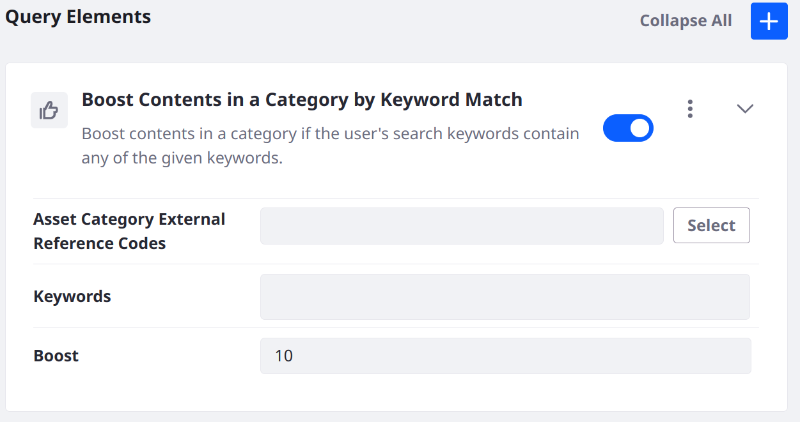 Query Elements
Collapse All
Boost Contents in a Category by Keyword Match
Boost contents in a category if the user's search keywords contain
any of the given keywords.
Asset Category External
Reference Codes
Select
Keywords
Boost
10